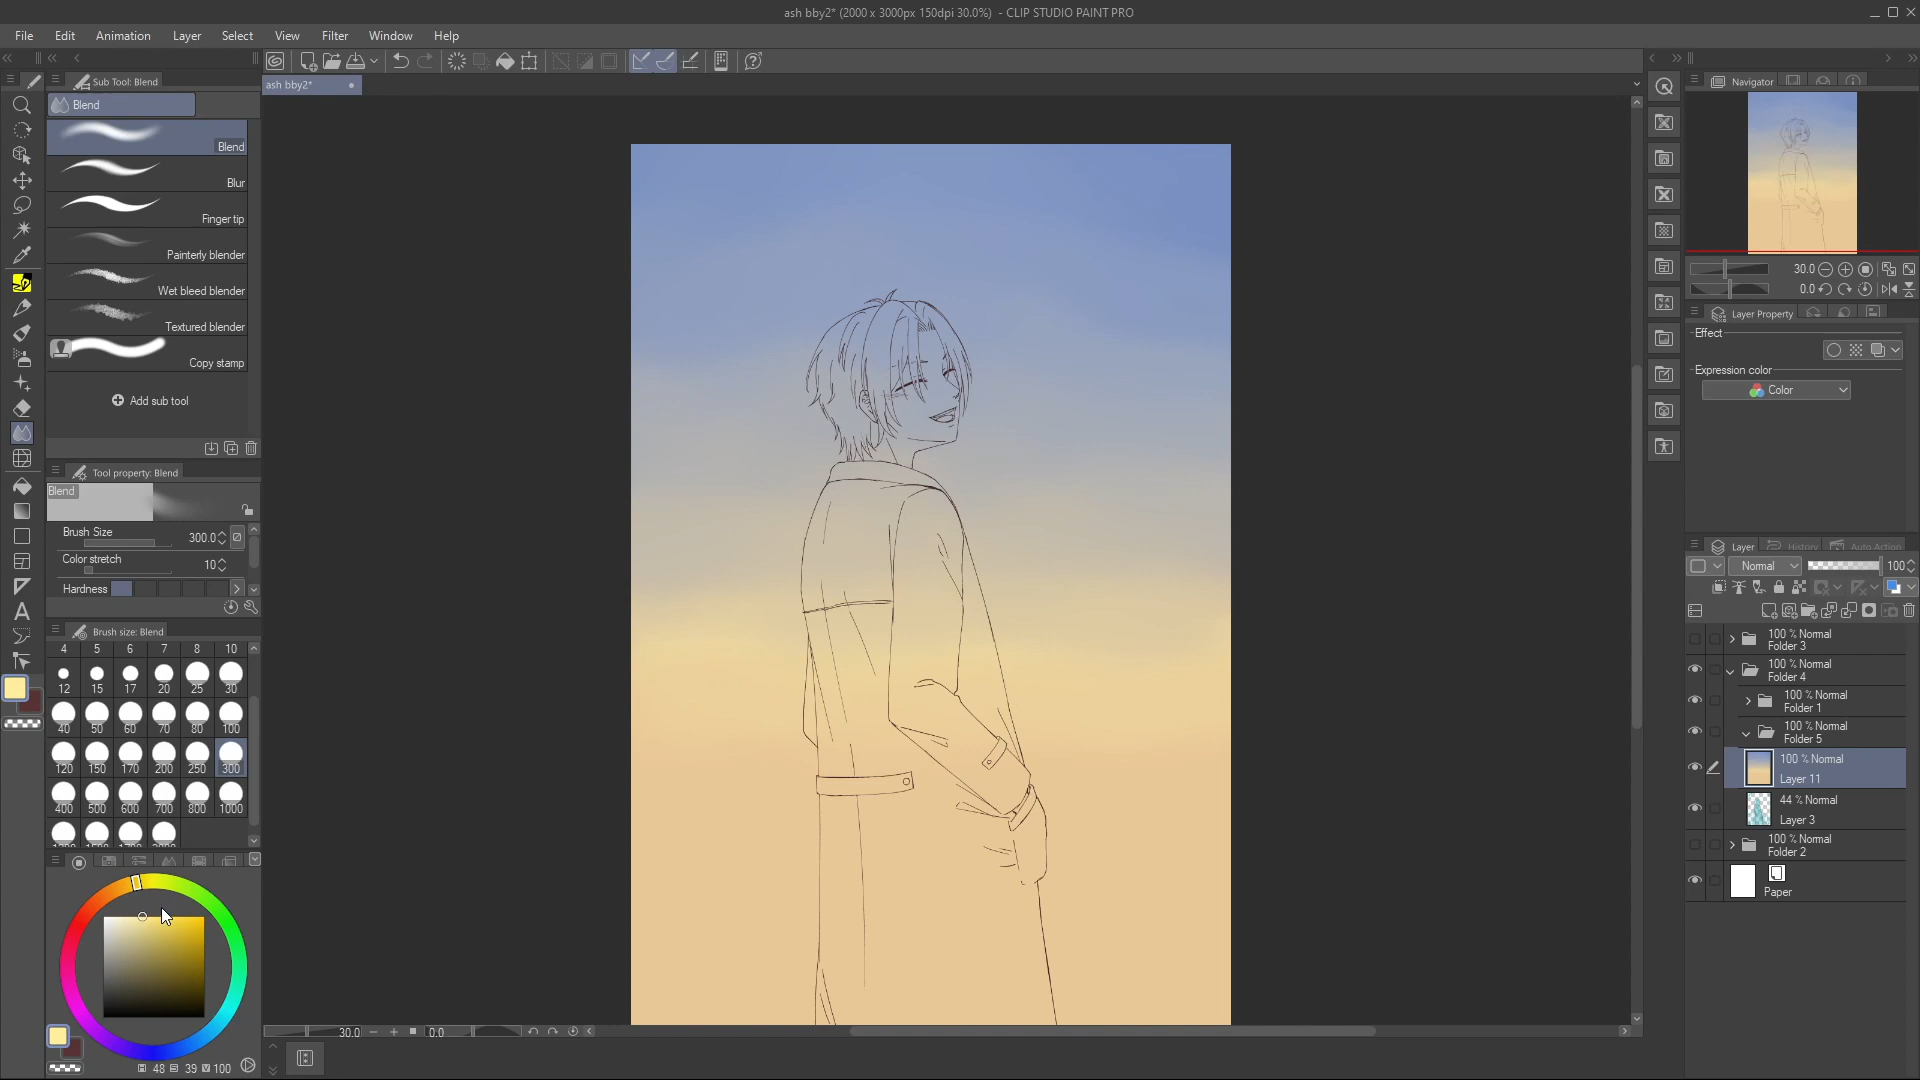 ash bby2* (2000 x 3000px 150dpi 30.0%) - CLIP STUDIO PAINT PRO
File Edit Animation Layer Select View Filter Window Help
Sub Tool: Blend
Blend
Blend
Blur
Finger tip
Painterly blender
Wet bleed blender
Textured blender
Copy stamp
Add sub tool
Tool property: Blend
Blend
Brush Size 300.0
Color stretch 10
Hardness
Brush size: Blend
4 5 6 7 8 10
12 15 17 20 25 30
40 50 60 70 80 100
120 150 170 200 250 300
400 500 600 700 800 1000
H 48 S 39 V 100
ash bby2*
30.0 0.0
Navigator
30.0
0.0
Layer Property
Effect
Expression color
Color
Layer History Auto Action
Normal 100
100 % Normal
Folder 3
100 % Normal
Folder 4
100 % Normal
Folder 1
100 % Normal
Folder 5
100 % Normal
Layer 11
44 % Normal
Layer 3
100 % Normal
Folder 2
Paper